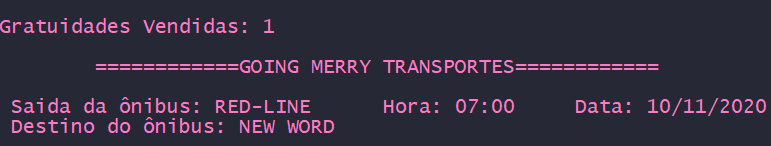 Gratuidades Vendidas: 1
============GOING MERRY TRANSPORTES============
Saida da ônibus: RED-LINE Hora: 07:00 Data: 10/11/2020
Destino do ônibus: NEW WORD